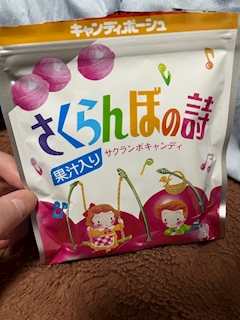 キャンディポーシュ
さくらんぼの詩
果汁入り
サクランボキャンディ